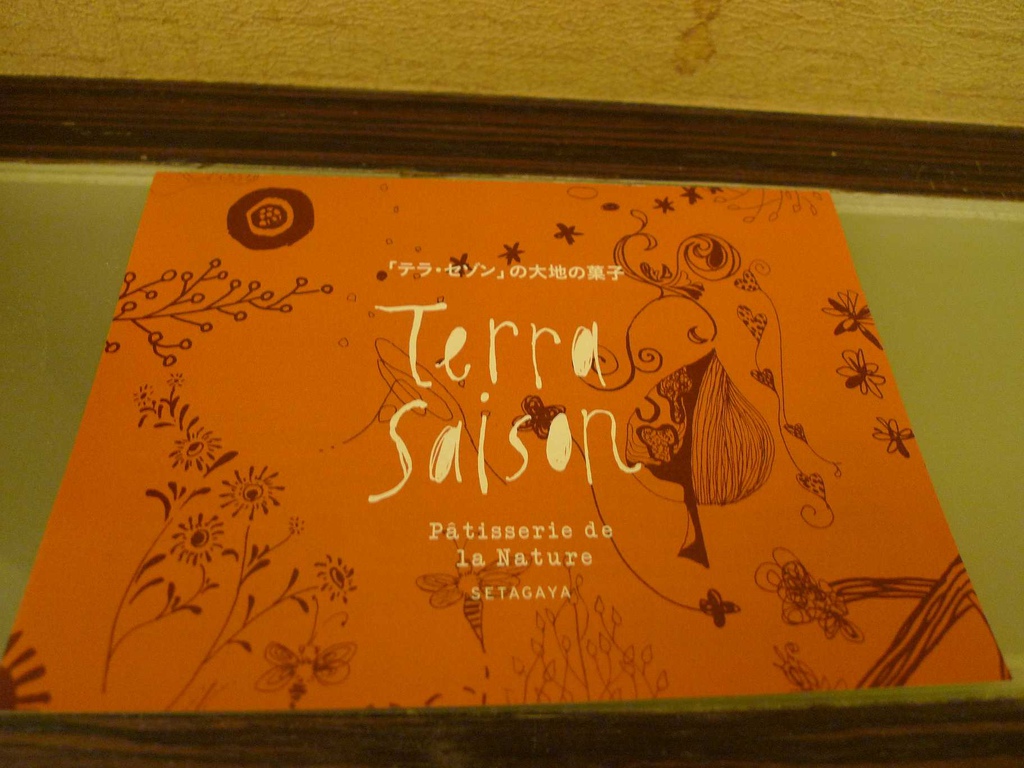 「テラ・セゾン」の大地の菓子
Terra
Saison
Pâtisserie de
la Nature
SETAGAYA